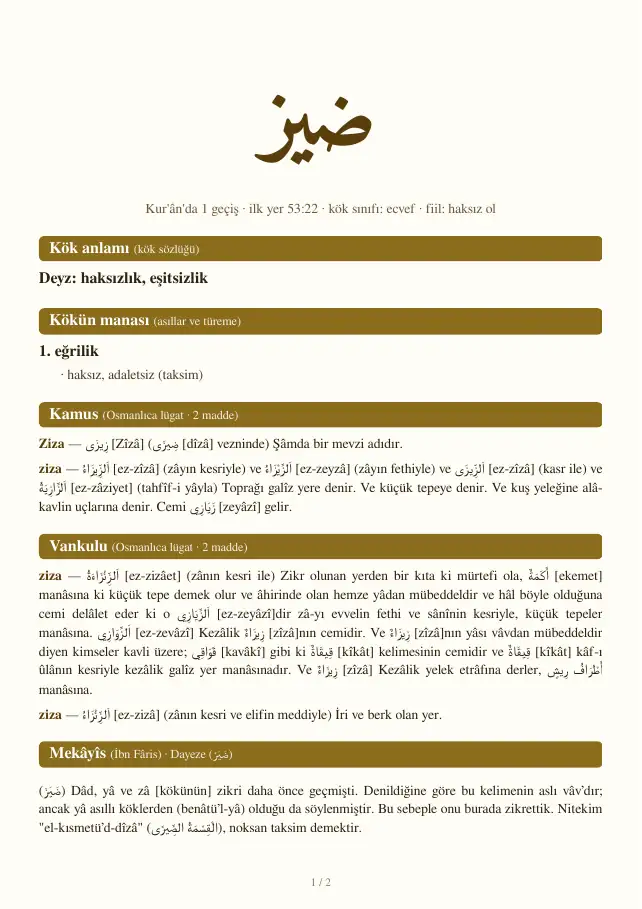 ضيز
Kur'ân'da 1 geçiş · ilk yer 53:22 · kök sınıfı: ecvef · fiil: haksız ol
Kök anlamı (kök sözlüğü)
Deyz: haksızlık, eşitsizlik
Kökün manası (asıllar ve türeme)
1. eğrilik
· haksız, adaletsiz (taksim)
Kamus (Osmanlıca lügat · 2 madde)
Ziza — زِيزَى [Zîzâ] (ضِيزَى [dîzâ] vezninde) Şâmda bir mevzi adıdır.
ziza — اَلزِّيزَاءُ [ez-zîzâ] (zâyın kesriyle) ve اَلزَّيْزَاءُ [ez-zeyzâ] (zâyın fethiyle) ve اَلزِّيزَى [ez-zîzâ] (kasr ile) ve
اَلزَّازِيَةُ [ez-zâziyet] (tahfîf-i yâyla) Toprağı galîz yere denir. Ve küçük tepeye denir. Ve kuş yeleğine alâ-
kavlin uçlarına denir. Cemi زَيَازِي [zeyâzî] gelir.
Vankulu (Osmanlıca lügat · 2 madde)
ziza — اَلزِّئْزَاءَةُ [ez-zizâet] (zânın kesri ile) Zikr olunan yerden bir kıta ki mürtefi ola, أَكَمَةٌ [ekemet]
manâsına ki küçük tepe demek olur ve âhirinde olan hemze yâdan mübeddeldir ve hâl böyle olduğuna
cemi delâlet eder ki o اَلزَّيَازِي [ez-zeyâzî]dir zâ-yı evvelin fethi ve sânînin kesriyle, küçük tepeler
manâsına. اَلزَّوَازِي [ez-zevâzî] Kezâlik زِيزَاءٌ [zîzâ]nın cemidir. Ve زِيزَاءٌ [zîzâ]nın yâsı vâvdan mübeddeldir
diyen kimseler kavli üzere; قَوَاقِي [kavâkî] gibi ki قِيقَاةٌ [kîkât] kelimesinin cemidir ve قِيقَاةٌ [kîkât] kâf-ı
ûlânın kesriyle kezâlik galîz yer manâsınadır. Ve زِيزَاءٌ [zîzâ] Kezâlik yelek etrâfına derler, أَطْرَافُ رِيشٍ
manâsına.
ziza — اَلزِّئْزَاءُ [ez-zizâ] (zânın kesri ve elifin meddiyle) İri ve berk olan yer.
Mekâyîs (İbn Fâris) · Dayeze (ضَيَزَ)
(ضَيَزَ) Dâd, yâ ve zâ [kökünün] zikri daha önce geçmişti. Denildiğine göre bu kelimenin aslı vâv’dır;
ancak yâ asıllı köklerden (benâtü’l-yâ) olduğu da söylenmiştir. Bu sebeple onu burada zikrettik. Nitekim
"el-kısmetü’d-dîzâ" (الْقِسْمَةُ الضِّيزَى), noksan taksim demektir.
1 / 2